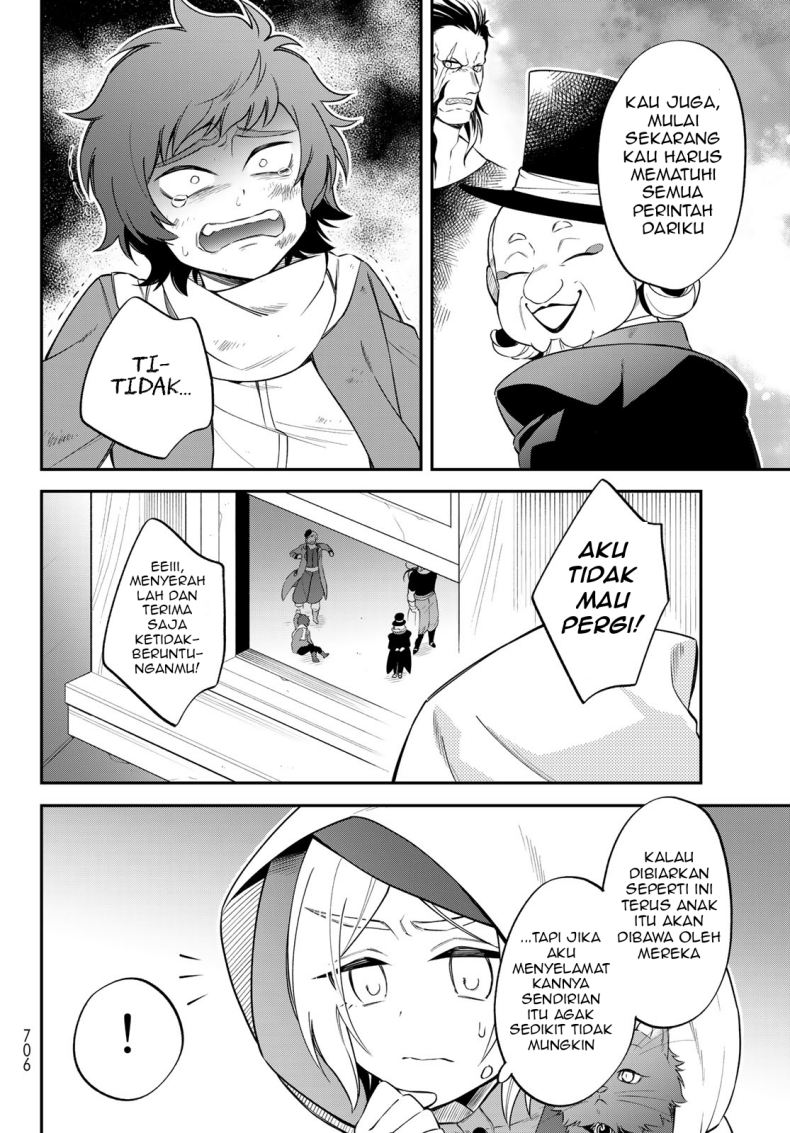 KAU JUGA,
MULAI
SEKARANG
KAU HARUS
MEMATUHI
SEMUA
PERINTAH
DARIKU
TI-
TIDAK...
AKU
TIDAK
MAU
PERGI!
EEIII,
MENYERAH
LAH DAN
TERIMA
SAJA
KETIDAK-
BERUNTU-
NGANMU!
KALAU
DIBIARKAN
SEPERTI INI
TERUS ANAK
ITU AKAN
DIBAWA OLEH
MEREKA
...TAPI JIKA
AKU
MENYELAMAT
KANNYA
SENDIRIAN
ITU AGAK
SEDIKIT TIDAK
MUNGKIN
!
706